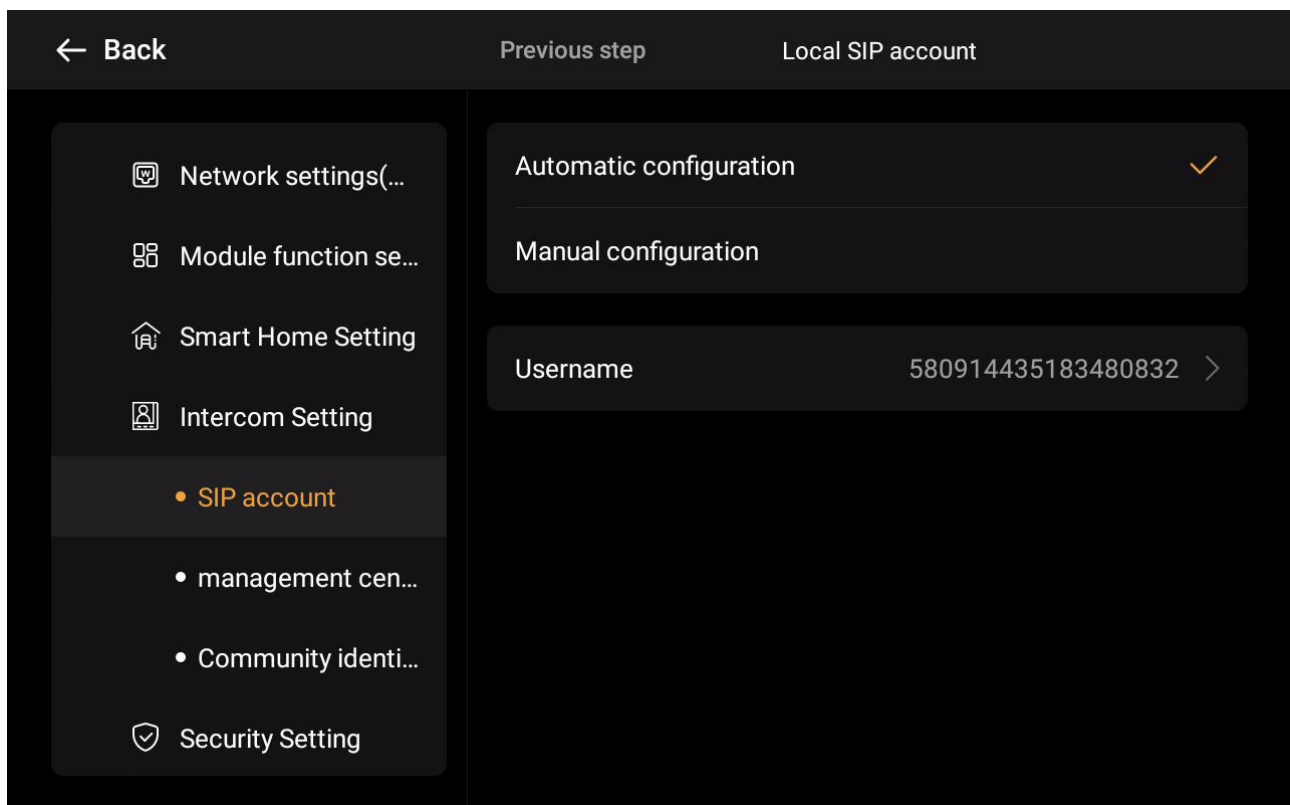 Back
Previous step
Local SIP account
Network settings(...
Module function se...
Smart Home Setting
Intercom Setting
SIP account
management cen...
Community identi...
Security Setting
Automatic configuration
Manual configuration
Username 580914435183480832